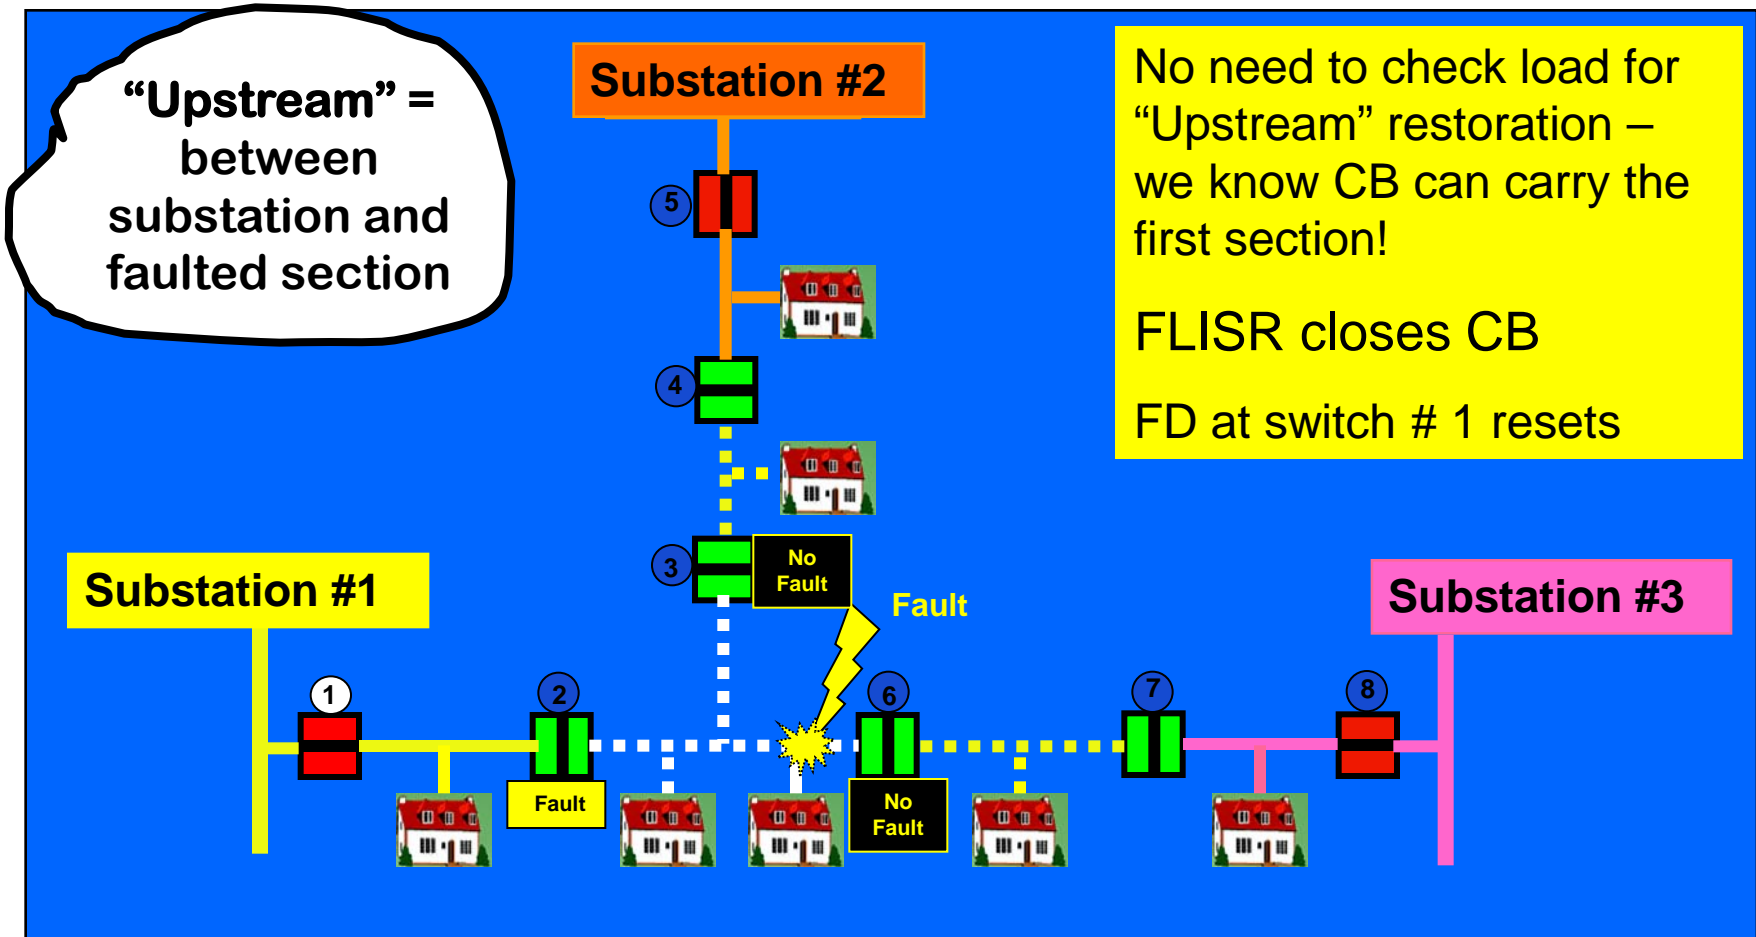 “Upstream” =
between
substation and
faulted section
Substation #2
No need to check load for
“Upstream” restoration –
we know CB can carry the
first section!
FLISR closes CB
FD at switch # 1 resets
5
4
3
No
Fault
Fault
Substation #1
Substation #3
1
2
6
7
8
Fault
No
Fault